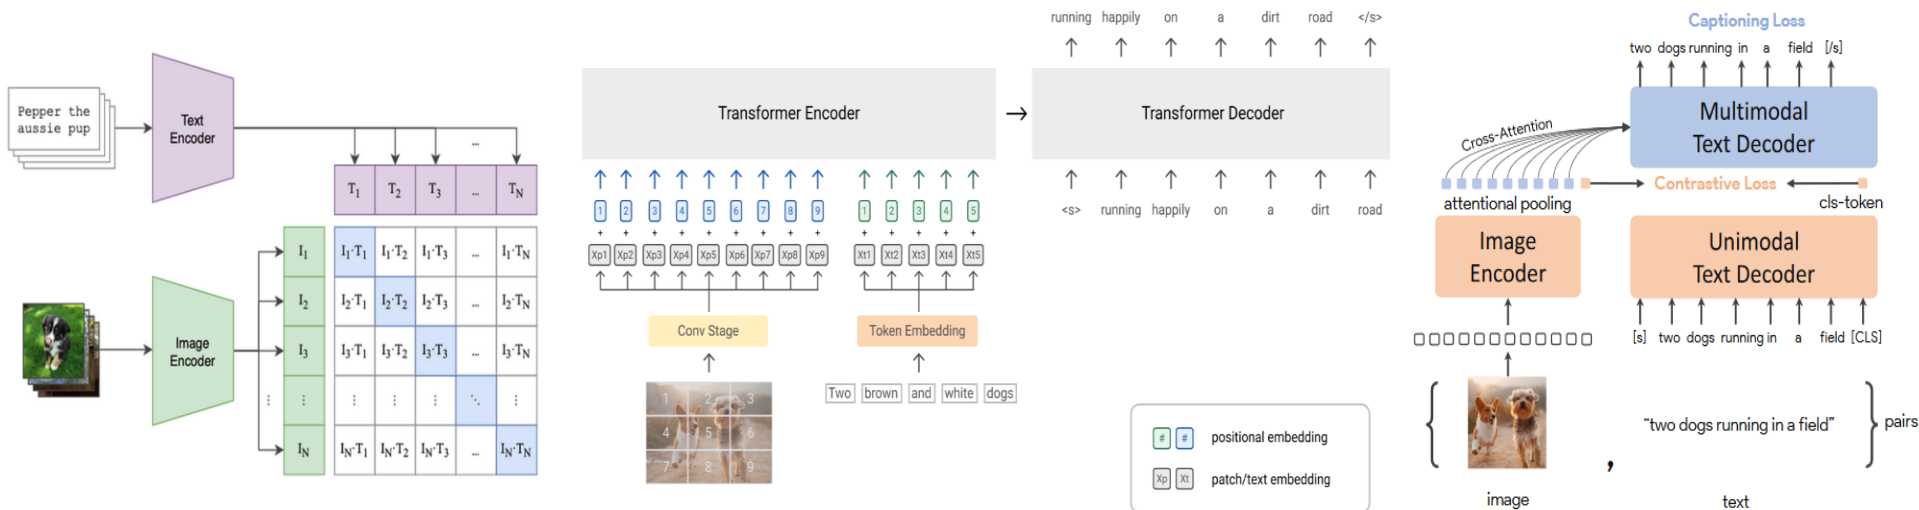 Pepper the
aussie pup
Text
Encoder
...
T1 T2 T3 ... TN
Image
Encoder
I1 I1·T1 I1·T2 I1·T3 ... I1·TN
I2 I2·T1 I2·T2 I2·T3 ... I2·TN
I3 I3·T1 I3·T2 I3·T3 ... I3·TN
⋮ ⋮ ⋮ ⋮ ⋮ ⋱ ⋮
IN IN·T1 IN·T2 IN·T3 ... IN·TN
running happily on a dirt road </s>
Transformer Encoder
Transformer Decoder
1 2 3 4 5 6 7 8 9 1 2 3 4 5
+ + + + + + + + + + + + + +
Xp1 Xp2 Xp3 Xp4 Xp5 Xp6 Xp7 Xp8 Xp9 Xt1 Xt2 Xt3 Xt4 Xt5
<s> running happily on a dirt road
Conv Stage
Token Embedding
1 2 3
4 5 6
7 8 9
Two brown and white dogs
# # positional embedding
Xp Xt patch/text embedding
Captioning Loss
two dogs running in a field [/s]
Multimodal
Text Decoder
Cross-Attention
Contrastive Loss
attentional pooling
cls-token
Image
Encoder
Unimodal
Text Decoder
[s] two dogs running in a field [CLS]
{ , "two dogs running in a field" } pairs
image
text